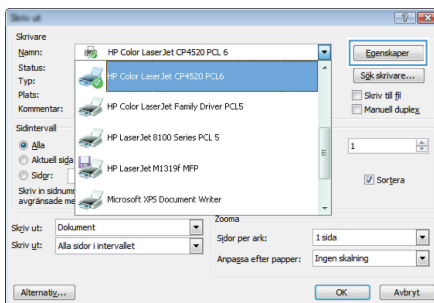 Skriv ut
Skrivare
Namn: HP Color LaserJet CP4520 PCL 6
Egenskaper
Status:
HP Color LaserJet CP4520 PCL6
Sök skrivare...
Typ:
Plats:
HP Color LaserJet Family Driver PCL5
Skriv till fil
Kommentar:
Manuell duplex
Sidintervall
HP LaserJet 8100 Series PCL 5
Alla
1
Aktuell sida
HP LaserJet M1319f MFP
Sidor:
Sortera
Skriv in sidnumr
avgränsade me
Microsoft XPS Document Writer
Zooma
Skriv ut: Dokument
Sidor per ark: 1 sida
Skriv ut: Alla sidor i intervallet
Anpassa efter papper: Ingen skalning
Alternativ...
OK
Avbryt